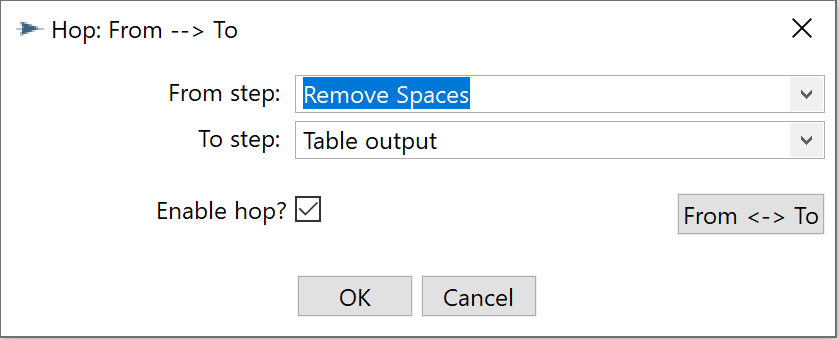 Hop: From --> To
From step: Remove Spaces
To step: Table output
Enable hop? From <-> To
OK Cancel